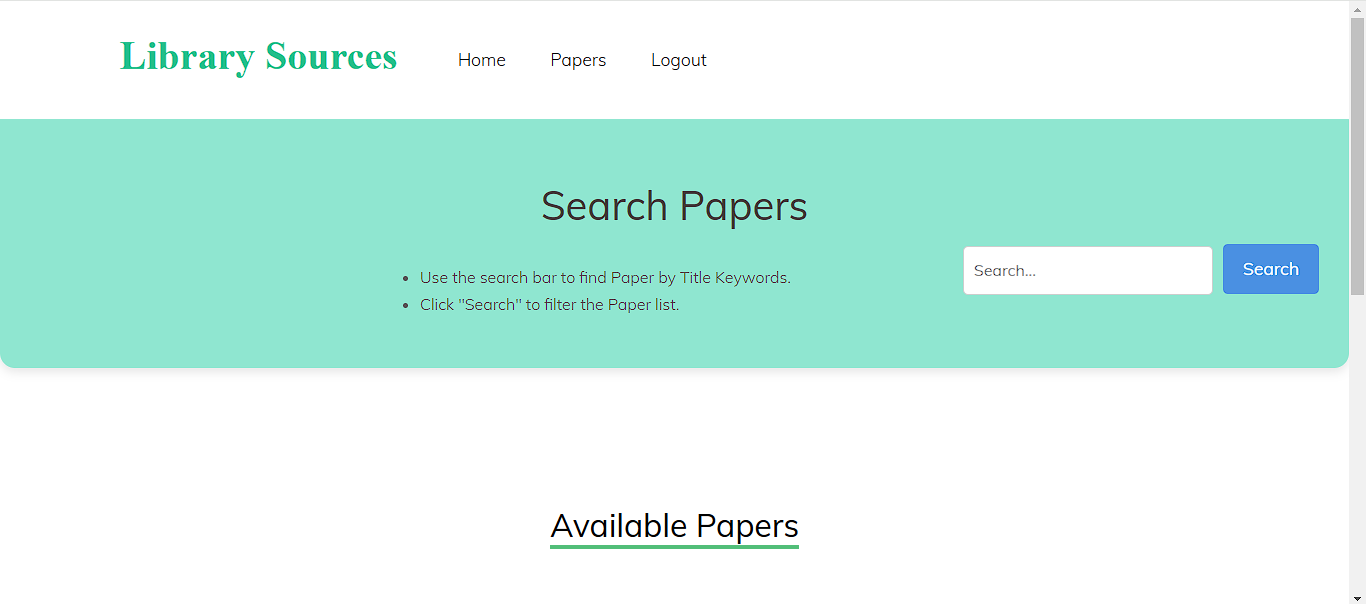 Library Sources
Home Papers Logout
Search Papers
Use the search bar to find Paper by Title Keywords.
Click "Search" to filter the Paper list.
Search...
Search
Available Papers